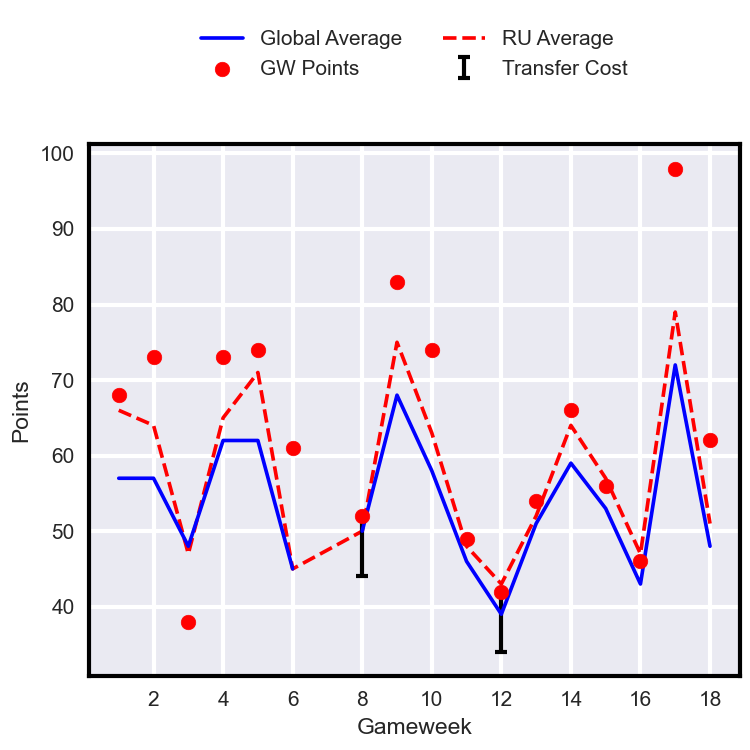 Global Average
RU Average
GW Points
Transfer Cost
100
90
80
70
60
50
40
Points
2 4 6 8 10 12 14 16 18
Gameweek